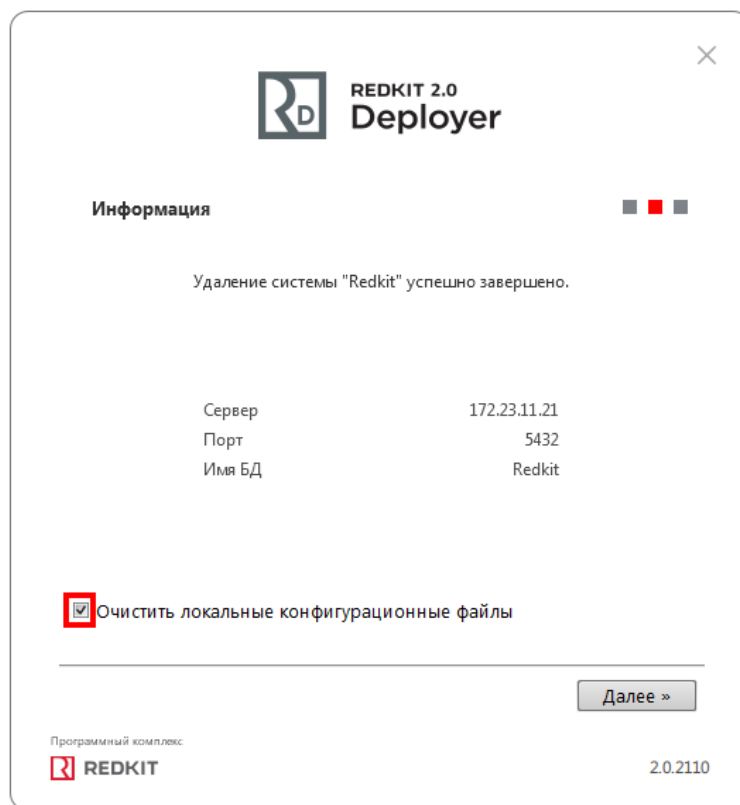 REDKIT 2.0
Deployer
Информация
Удаление системы "Redkit" успешно завершено.
Сервер 172.23.11.21
Порт 5432
Имя БД Redkit
Очистить локальные конфигурационные файлы
Далее »
Программный комплекс
REDKIT
2.0.2110